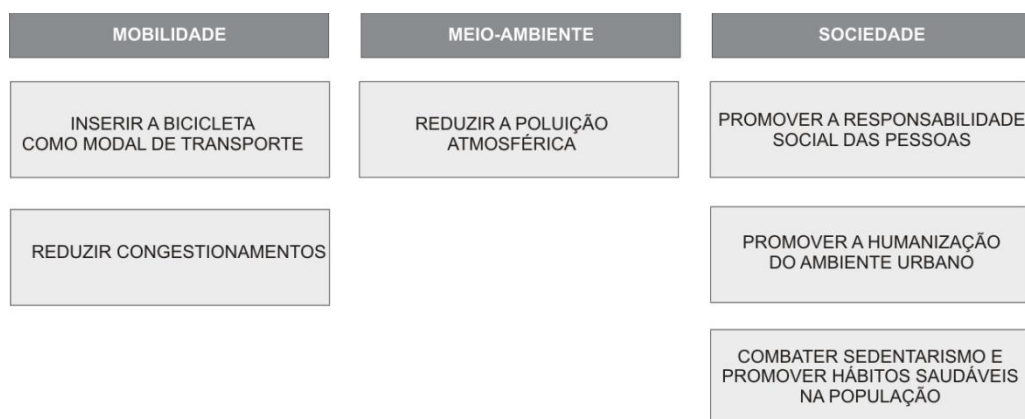 MOBILIDADE
INSERIR A BICICLETA
COMO MODAL DE TRANSPORTE
REDUZIR CONGESTIONAMENTOS
MEIO-AMBIENTE
REDUZIR A POLUIÇÃO
ATMOSFÉRICA
SOCIEDADE
PROMOVER A RESPONSABILIDADE
SOCIAL DAS PESSOAS
PROMOVER A HUMANIZAÇÃO
DO AMBIENTE URBANO
COMBATER SEDENTARISMO E
PROMOVER HÁBITOS SAUDÁVEIS
NA POPULAÇÃO